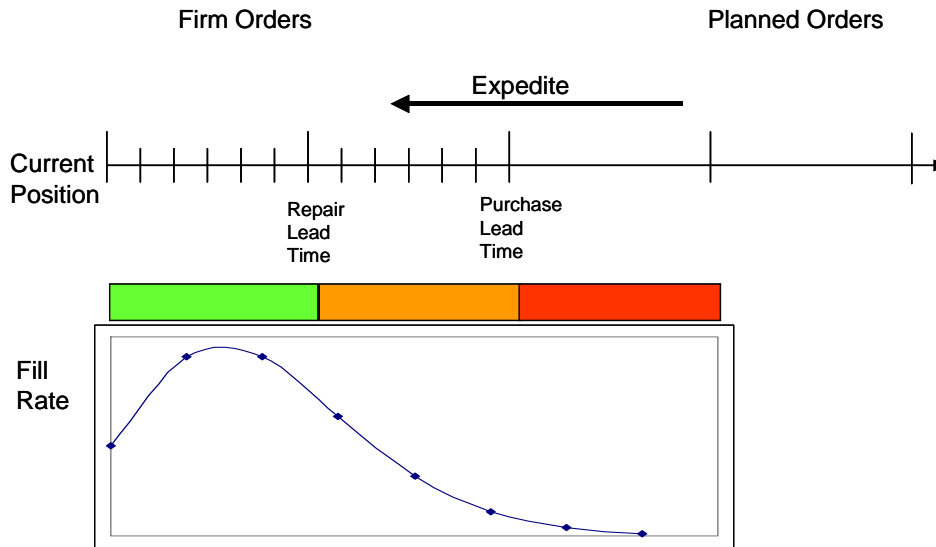 Firm Orders
Planned Orders
Expedite
Current
Position
Repair
Lead
Time
Purchase
Lead
Time
Fill
Rate